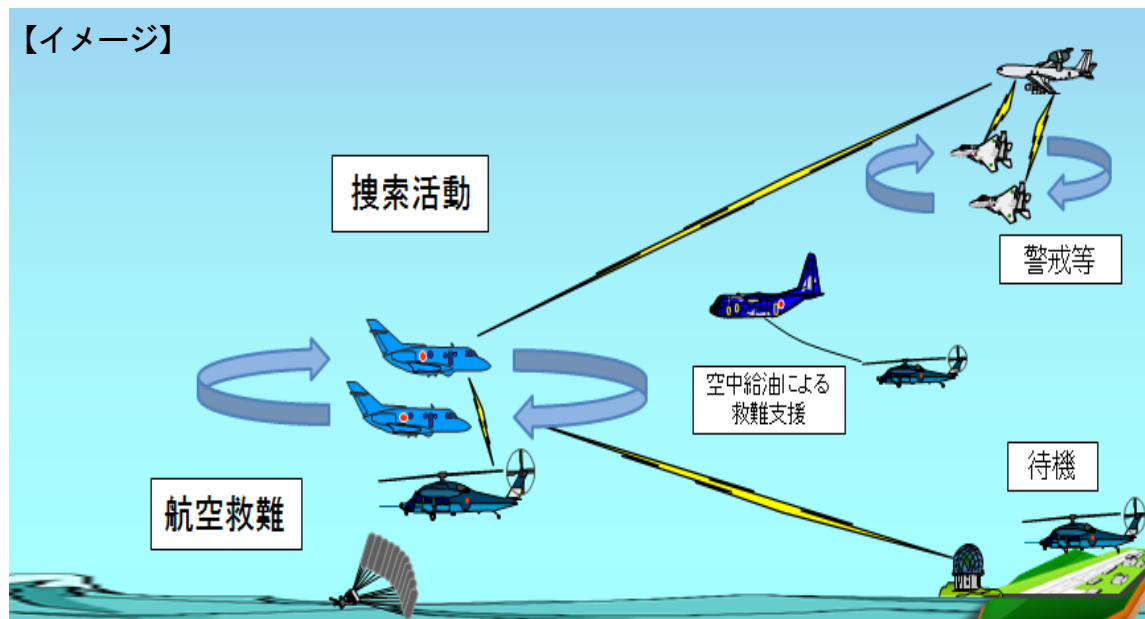 【イメージ】
捜索活動
警戒等
空中給油による
救難支援
待機
航空救難